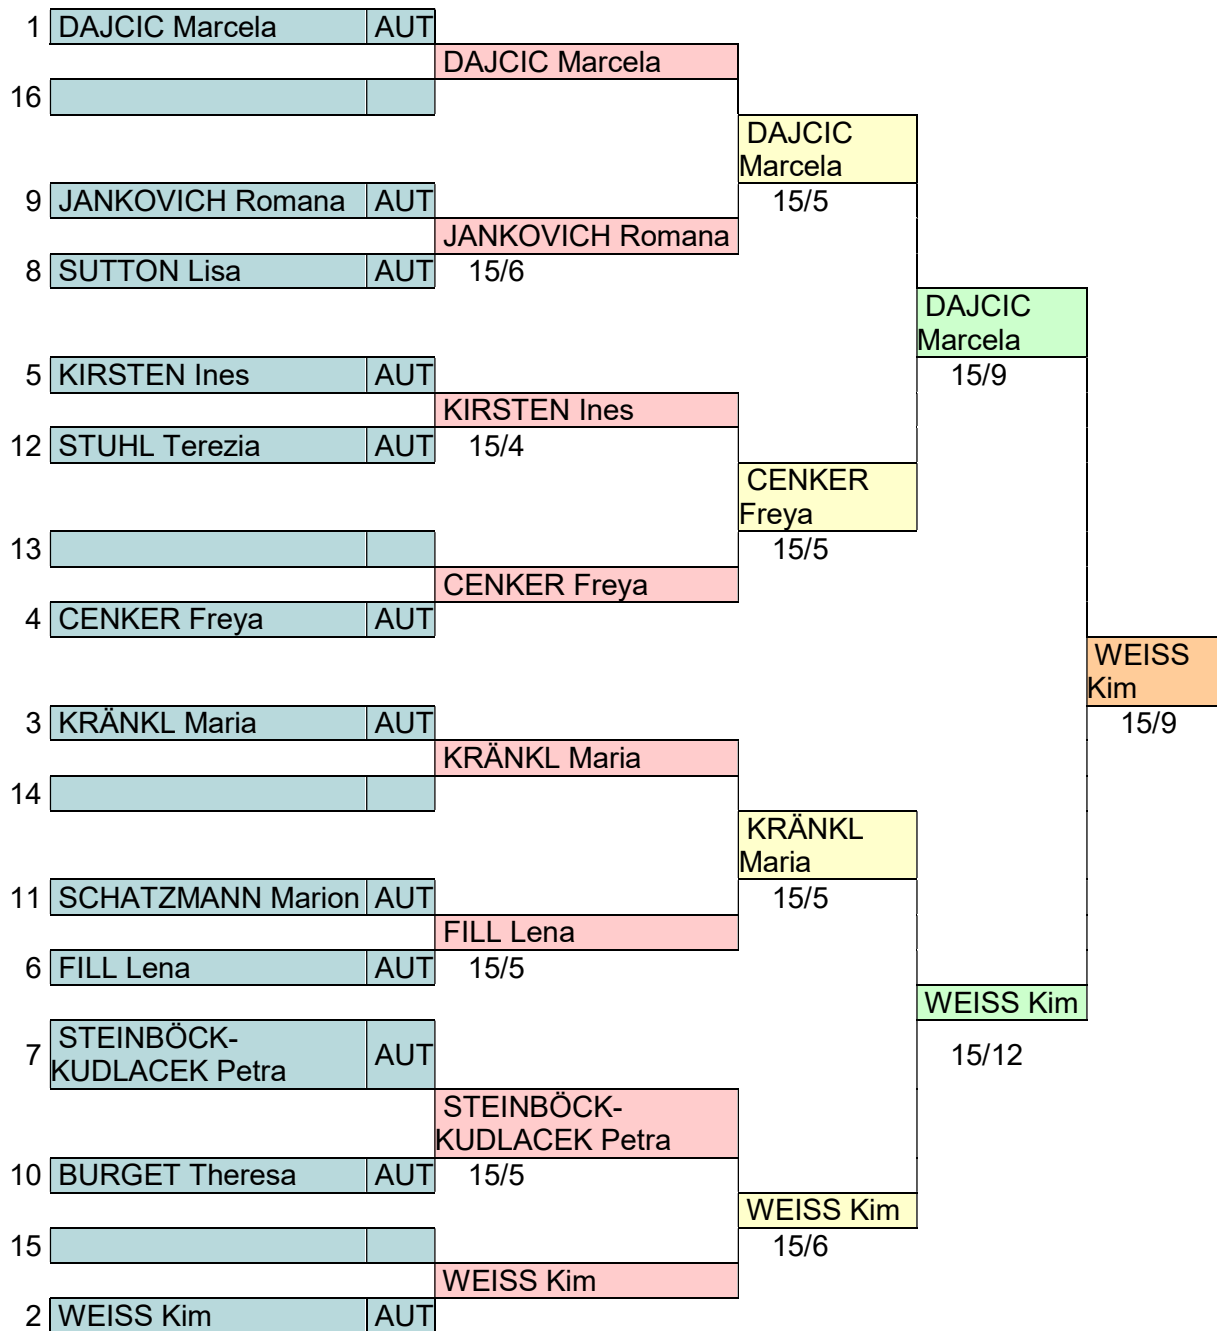 1 DAJCIC Marcela AUT
DAJCIC Marcela
16
DAJCIC
Marcela
9 JANKOVICH Romana AUT 15/5
JANKOVICH Romana
8 SUTTON Lisa AUT 15/6
DAJCIC
Marcela
5 KIRSTEN Ines AUT 15/9
KIRSTEN Ines
12 STUHL Terezia AUT 15/4
CENKER
Freya
13 15/5
CENKER Freya
4 CENKER Freya AUT
WEISS
Kim
3 KRÄNKL Maria AUT 15/9
KRÄNKL Maria
14
KRÄNKL
Maria
11 SCHATZMANN Marion AUT 15/5
FILL Lena
6 FILL Lena AUT 15/5
WEISS Kim
STEINBÖCK-
7 AUT 15/12
KUDLACEK Petra
STEINBÖCK-
KUDLACEK Petra
10 BURGET Theresa AUT 15/5
WEISS Kim
15 15/6
WEISS Kim
2 WEISS Kim AUT